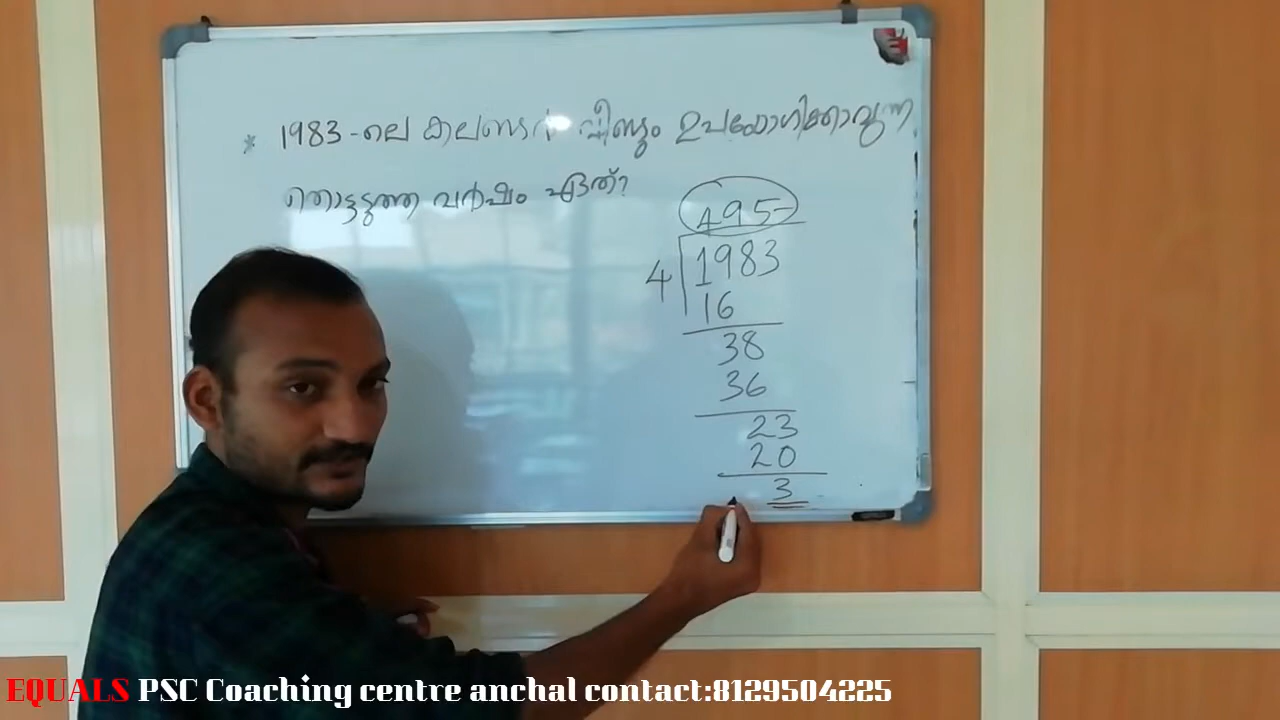 * 1983-ലെ കലണ്ടർ വീണ്ടും ഉപയോഗിക്കാവുന്ന
തൊട്ടടുത്ത വർഷം ഏത്?
495
4 1983
16
38
36
23
20
3
EQUALS PSC Coaching centre anchal contact:8129504225